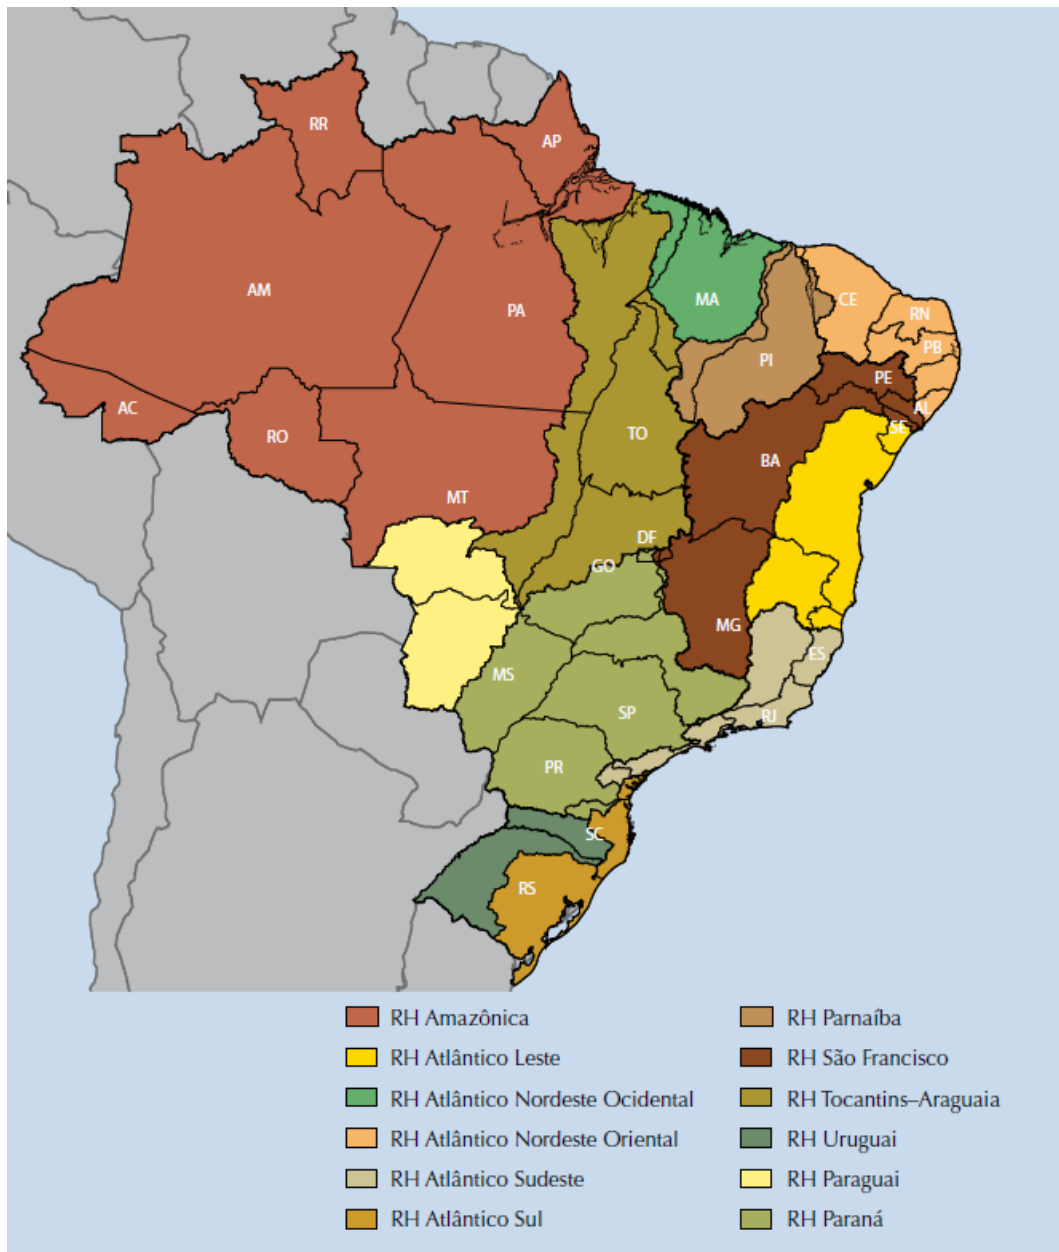 RR
AP
AM
PA
MA
CE
RN
PB
PI
PE
AL
SE
AC
RO
TO
BA
MT
DF
GO
MG
ES
MS
SP
RJ
PR
SC
RS
RH Amazônica
RH Atlântico Leste
RH Atlântico Nordeste Ocidental
RH Atlântico Nordeste Oriental
RH Atlântico Sudeste
RH Atlântico Sul
RH Parnaíba
RH São Francisco
RH Tocantins–Araguaia
RH Uruguai
RH Paraguai
RH Paraná